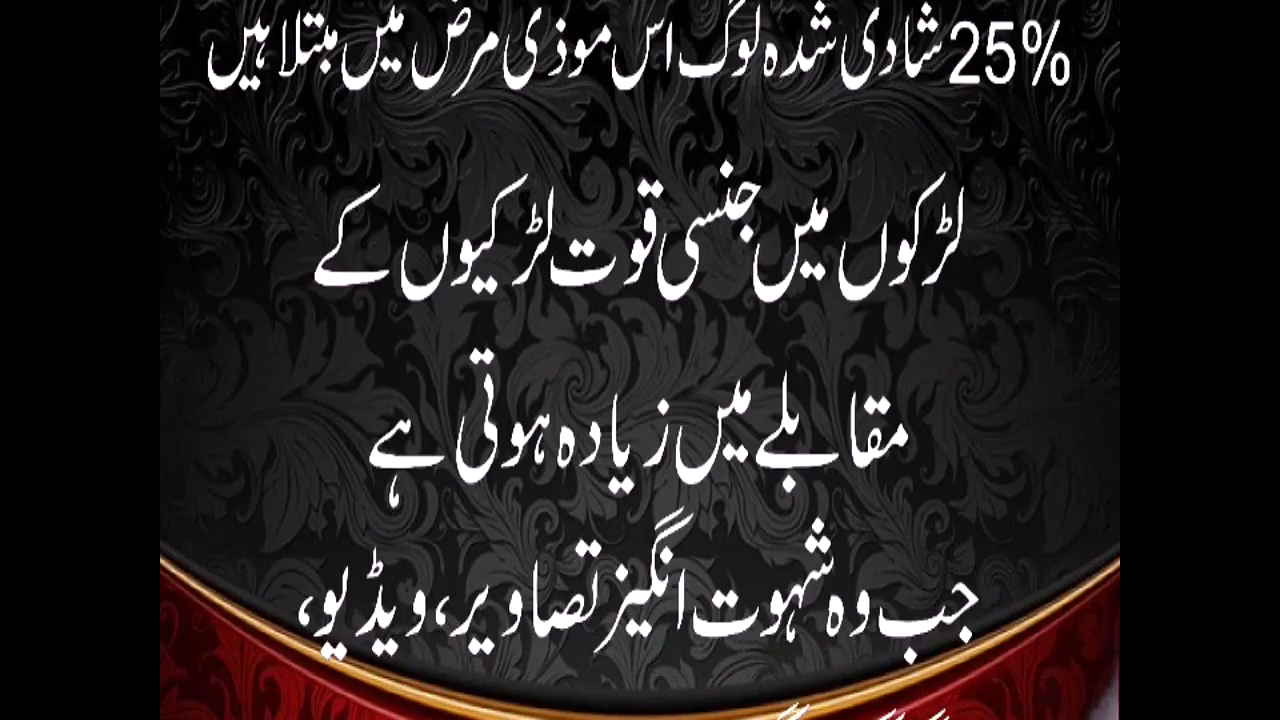 25% شادی شدہ لوگ اس موذی مرض میں مبتلا ہیں
لڑکوں میں جنسی قوت لڑکیوں کے
مقابلے میں زیادہ ہوتی ہے
جب وہ شہوت انگیز تصاویر، ویڈیو،